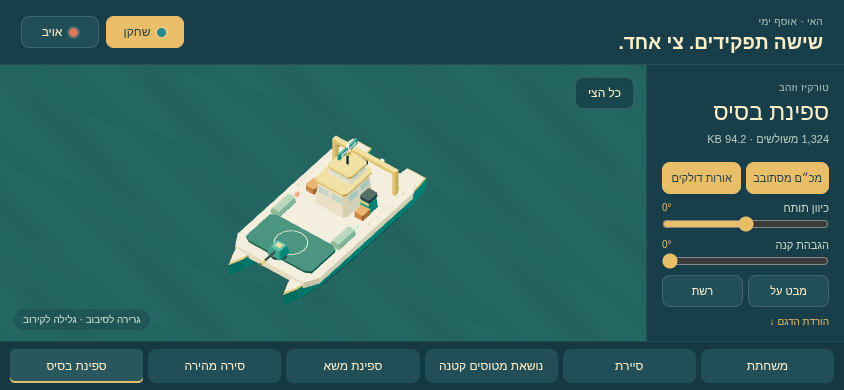 האי · אוסף ימי
שישה תפקידים. צי אחד.
שחקן
אויב
טורקיז וזהב
ספינת בסיס
1,324 משולשים · 94.2 KB
מכ״ם מסתובב
אורות דולקים
כיוון תותח
0°
הגבהת קנה
0°
מבט על
רשת
הורדת הדגם ↓
כל הצי
גרירה לסיבוב · גלילה לקירוב
משחתת
סיירת
נושאת מטוסים קטנה
ספינת משא
סירה מהירה
ספינת בסיס